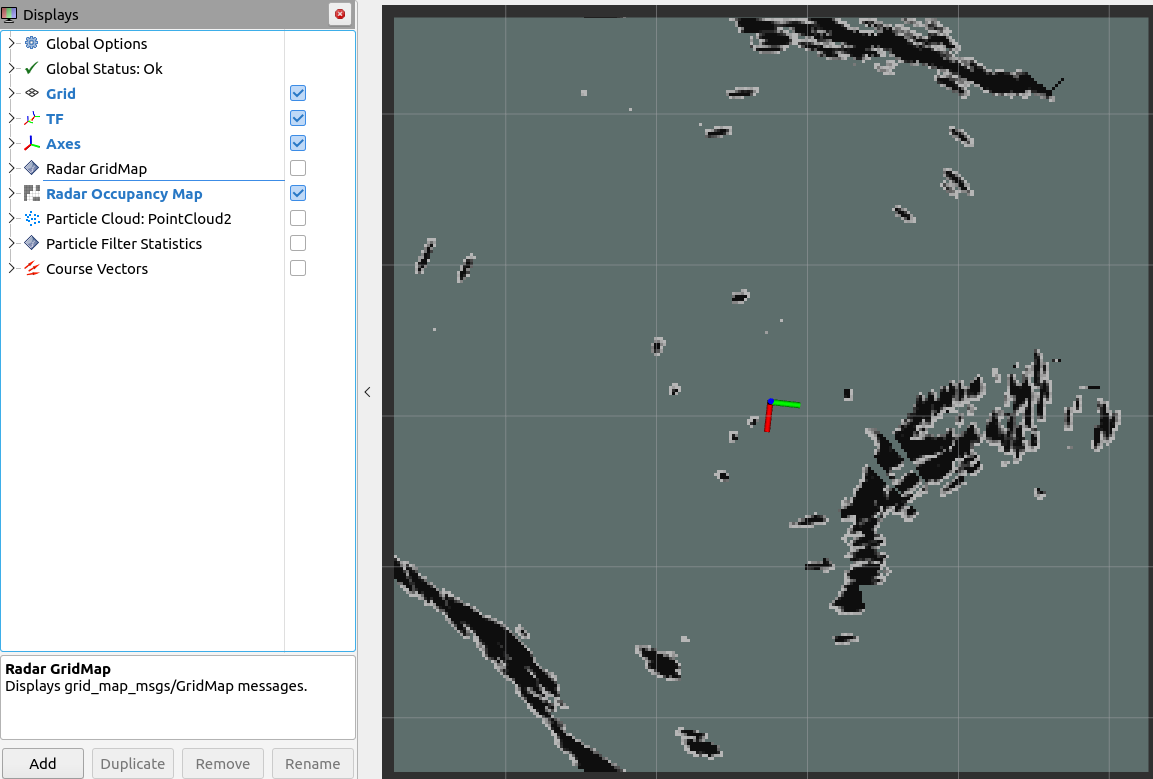 Displays
Global Options
Global Status: Ok
Grid
TF
Axes
Radar GridMap
Radar Occupancy Map
Particle Cloud: PointCloud2
Particle Filter Statistics
Course Vectors
Radar GridMap
Displays grid_map_msgs/GridMap messages.
Add Duplicate Remove Rename